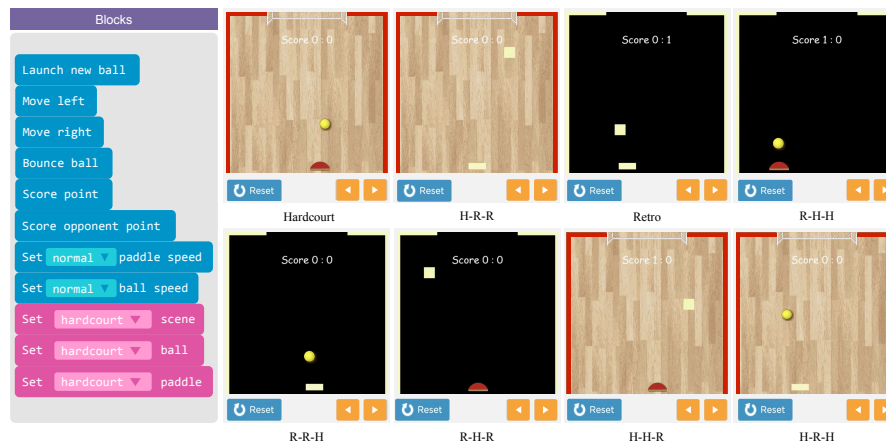 Blocks
Launch new ball
Move left
Move right
Bounce ball
Score point
Score opponent point
Set normal paddle speed
Set normal ball speed
Set hardcourt scene
Set hardcourt ball
Set hardcourt paddle
Score 0 : 0
Reset
Hardcourt
Score 0 : 0
Reset
H-R-R
Score 0 : 1
Reset
Retro
Score 1 : 0
Reset
R-H-H
Score 0 : 0
Reset
R-R-H
Score 0 : 0
Reset
R-H-R
Score 1 : 0
Reset
H-H-R
Score 0 : 0
Reset
H-R-H